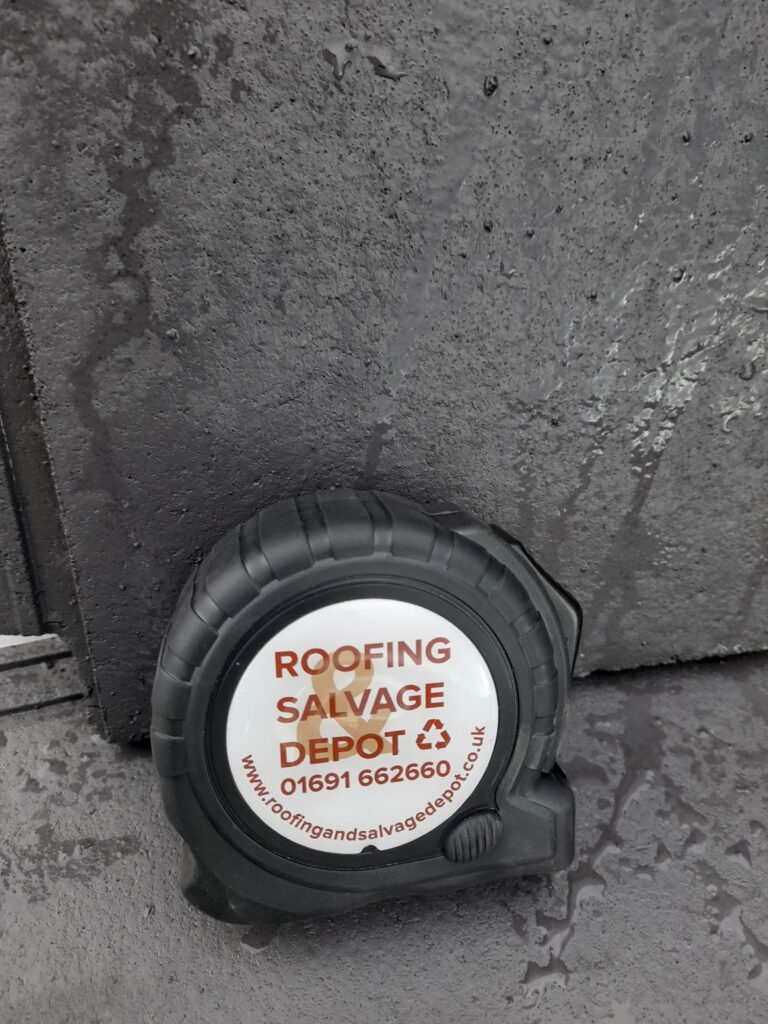 ROOFING
&
SALVAGE
DEPOT
01691 662660
www.roofingandsalvagedepot.co.uk